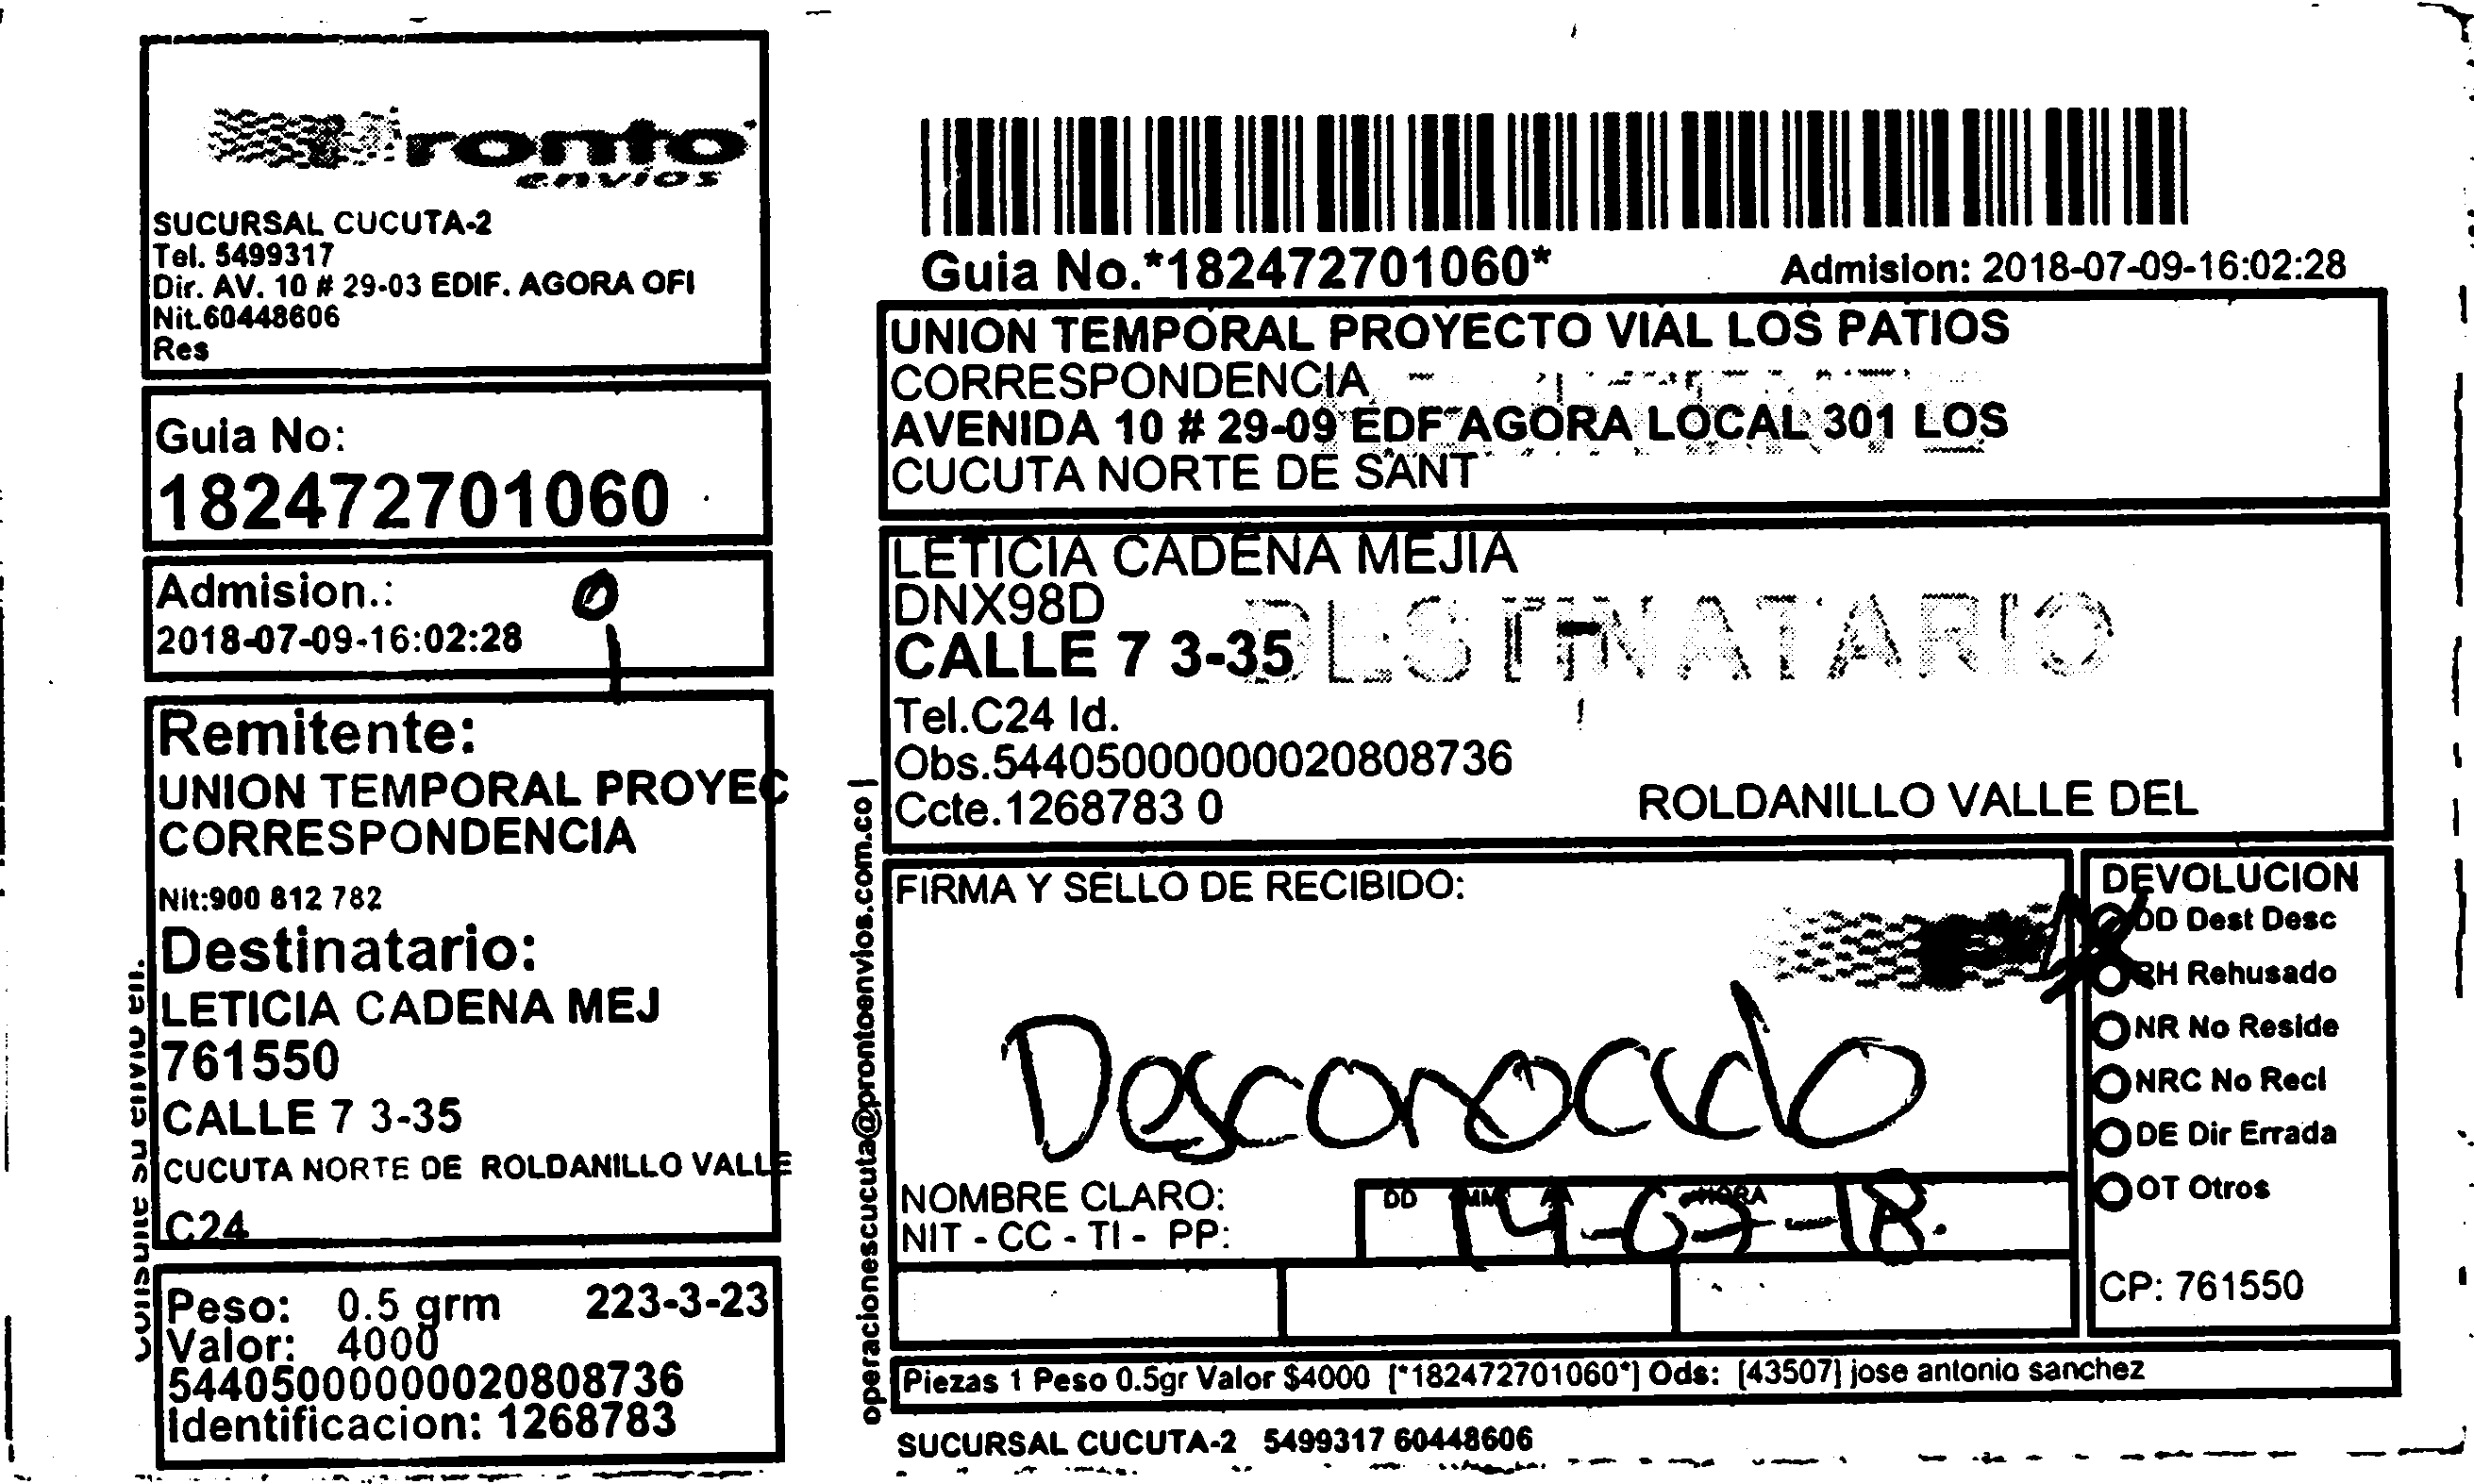 pronto
envios
SUCURSAL CUCUTA-2
Tel. 5499317
Dir. AV. 10 # 29-03 EDIF. AGORA OFI
Nit.60448606
Res
Guia No:
182472701060
Admision.:
2018-07-09-16:02:28
Remitente:
UNION TEMPORAL PROYEC
CORRESPONDENCIA
Nit:900 812 782
Destinatario:
LETICIA CADENA MEJ
761550
CALLE 7 3-35
CUCUTA NORTE DE ROLDANILLO VALLE
C24
Peso: 0.5 grm 223-3-23
Valor: 4000
54405000000020808736
Identificacion: 1268783
su envio en.
operacionescucuta@prontoenvios.com.co |
Guia No.*182472701060*
Admision: 2018-07-09-16:02:28
UNION TEMPORAL PROYECTO VIAL LOS PATIOS
CORRESPONDENCIA
AVENIDA 10 # 29-09 EDF AGORA LOCAL 301 LOS
CUCUTA NORTE DE SANT
LETICIA CADENA MEJIA
DNX98D
DESTINATARIO
CALLE 7 3-35
Tel.C24 Id.
Obs.54405000000020808736
Ccte.1268783 0
ROLDANILLO VALLE DEL
FIRMA Y SELLO DE RECIBIDO:
Desconocido
NOMBRE CLARO:
NIT - CC - TI - PP:
DD MM AA HORA
14-07-18.
DEVOLUCION
DD Dest Desc
RH Rehusado
NR No Reside
NRC No Recl
DE Dir Errada
OT Otros
CP: 761550
Piezas 1 Peso 0.5gr Valor $4000 [*182472701060*] Ods: [43507] jose antonio sanchez
SUCURSAL CUCUTA-2 5499317 60448606